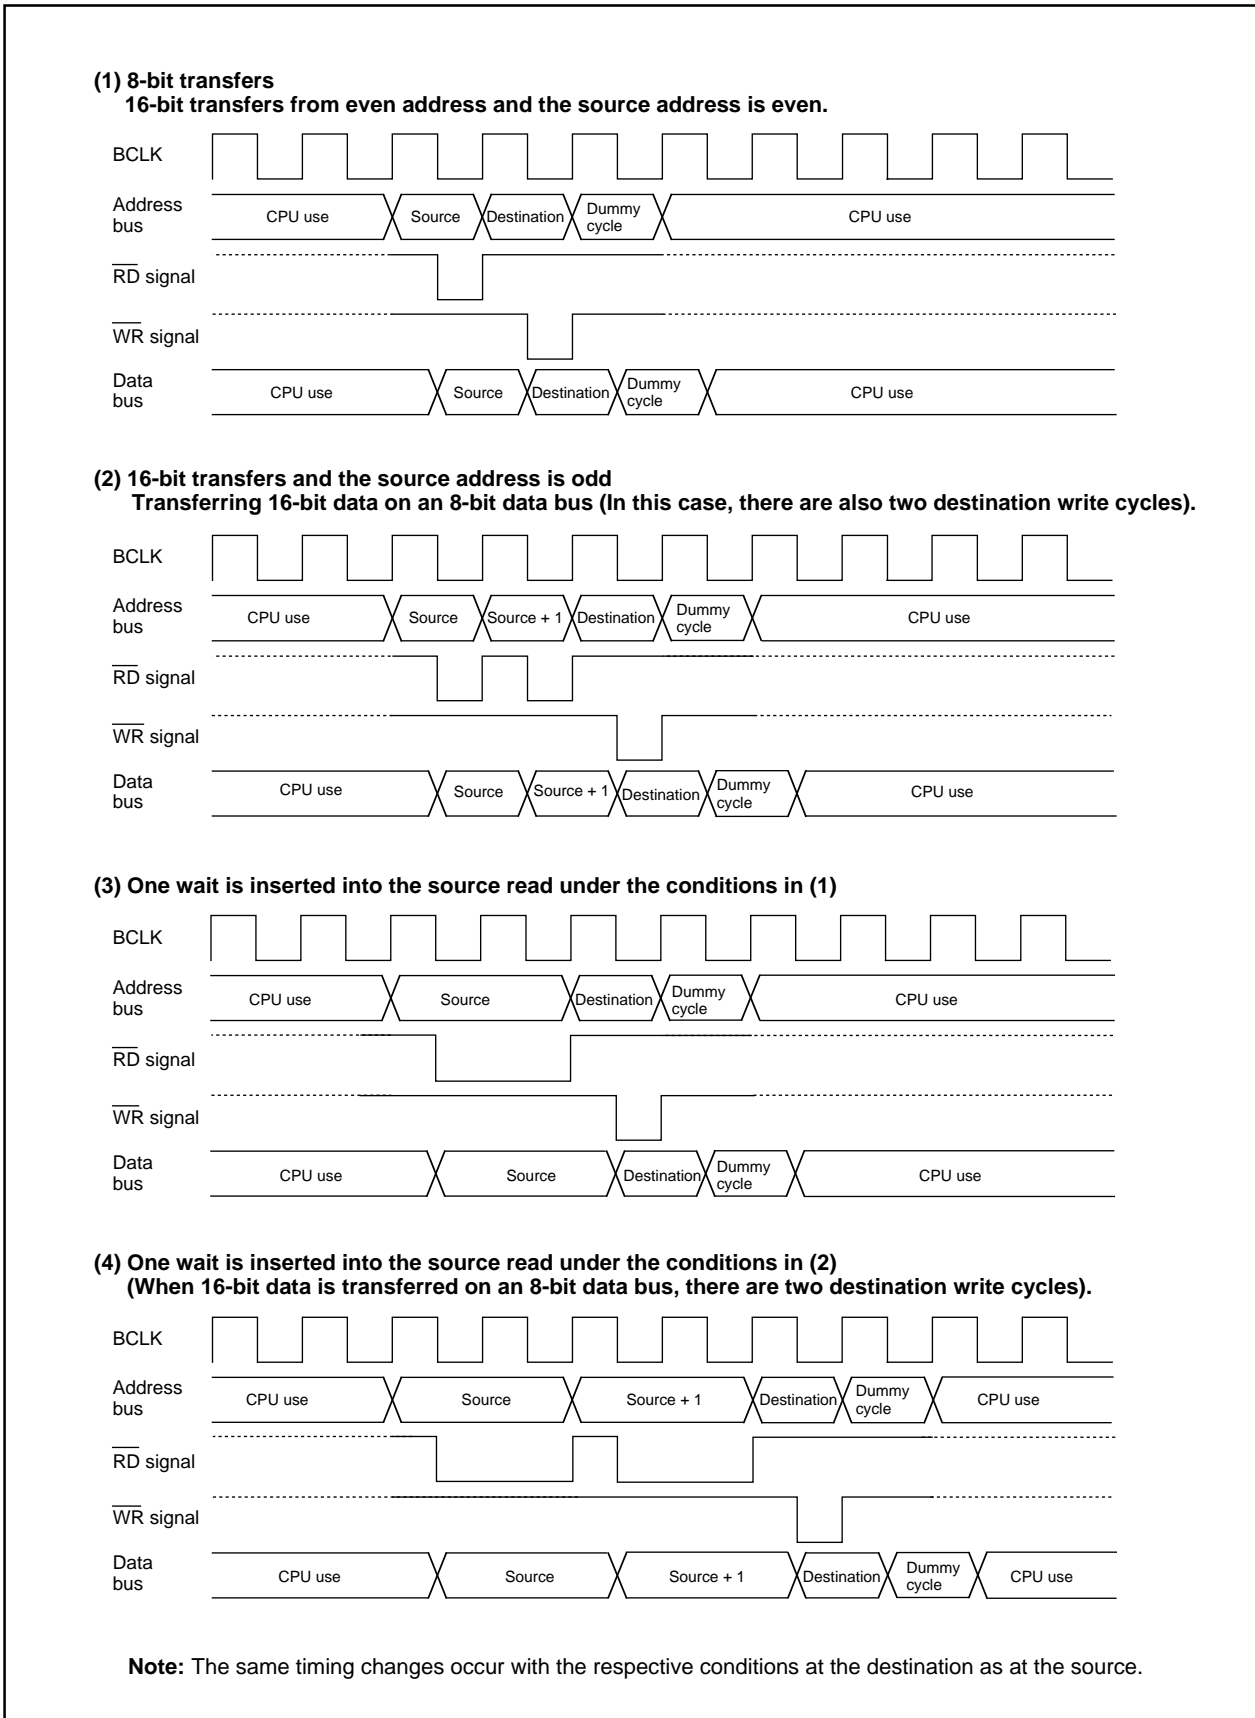 (1) 8-bit transfers
16-bit transfers from even address and the source address is even.
BCLK
Address
bus
CPU use
Source
Destination
Dummy
cycle
CPU use
RD signal
WR signal
Data
bus
CPU use
Source
Destination
Dummy
cycle
CPU use
(2) 16-bit transfers and the source address is odd
Transferring 16-bit data on an 8-bit data bus (In this case, there are also two destination write cycles).
BCLK
Address
bus
CPU use
Source
Source + 1
Destination
Dummy
cycle
CPU use
RD signal
WR signal
Data
bus
CPU use
Source
Source + 1
Destination
Dummy
cycle
CPU use
(3) One wait is inserted into the source read under the conditions in (1)
BCLK
Address
bus
CPU use
Source
Destination
Dummy
cycle
CPU use
RD signal
WR signal
Data
bus
CPU use
Source
Destination
Dummy
cycle
CPU use
(4) One wait is inserted into the source read under the conditions in (2)
(When 16-bit data is transferred on an 8-bit data bus, there are two destination write cycles).
BCLK
Address
bus
CPU use
Source
Source + 1
Destination
Dummy
cycle
CPU use
RD signal
WR signal
Data
bus
CPU use
Source
Source + 1
Destination
Dummy
cycle
CPU use
Note: The same timing changes occur with the respective conditions at the destination as at the source.